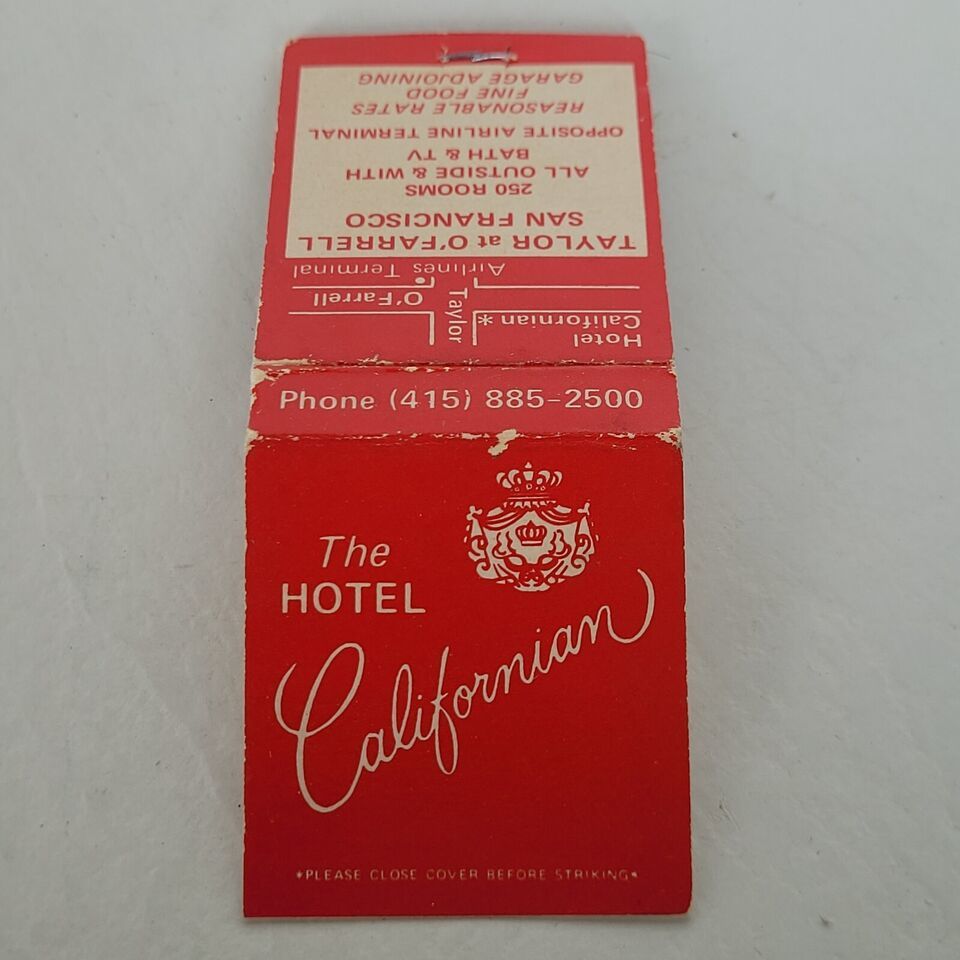 GARAGE ADJOINING
FINE FOOD
REASONABLE RATES
OPPOSITE AIRLINE TERMINAL
BATH & TV
ALL OUTSIDE & WITH
250 ROOMS
SAN FRANCISCO
TAYLOR at O'FARRELL
Airlines Terminal
O'Farrell
Taylor
Californian *
Hotel
Phone (415) 885-2500
The
HOTEL
Californian
*PLEASE CLOSE COVER BEFORE STRIKING*